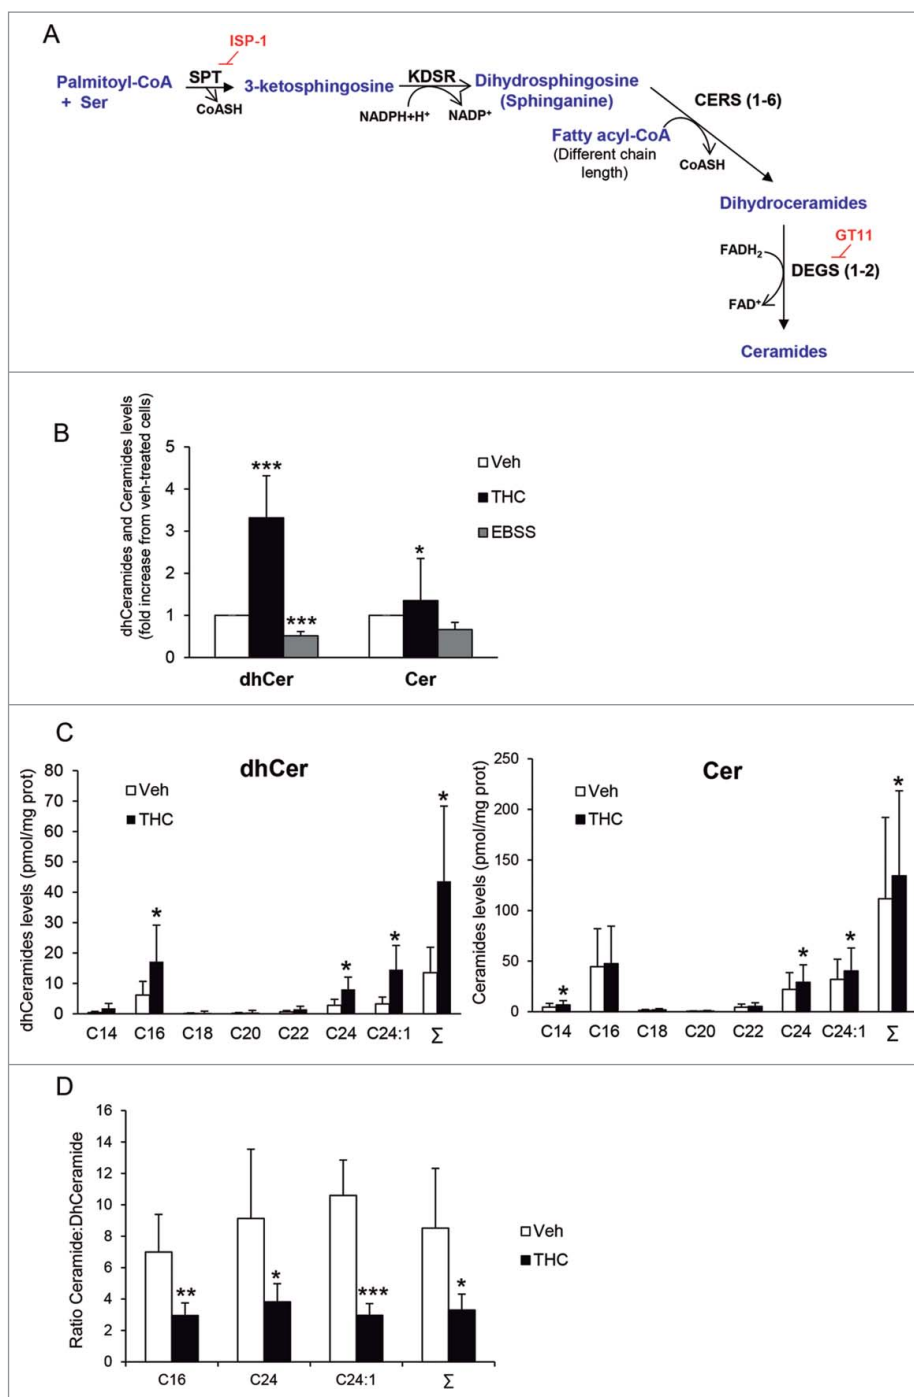 A
ISP-1
Palmitoyl-CoA
+ Ser
SPT
CoASH
3-ketosphingosine
KDSR
NADPH+H⁺
NADP⁺
Dihydrosphingosine
(Sphinganine)
CERS (1-6)
Fatty acyl-CoA
(Different chain
length)
CoASH
Dihydroceramides
GT11
FADH₂
DEGS (1-2)
FAD⁺
Ceramides
B
dhCeramides and Ceramides levels
(fold increase from veh-treated cells)
5
4
3
2
1
0
***
***
*
Veh
THC
EBSS
dhCer
Cer
C
dhCer
dhCeramides levels (pmol/mg prot)
80
70
60
50
40
30
20
10
0
Veh
THC
*
*
*
*
C14 C16 C18 C20 C22 C24 C24:1 Σ
Cer
Ceramides levels (pmol/mg prot)
250
200
150
100
50
0
Veh
THC
*
*
*
*
C14 C16 C18 C20 C22 C24 C24:1 Σ
D
Ratio Ceramide:DhCeramide
16
14
12
10
8
6
4
2
0
**
*
***
*
Veh
THC
C16 C24 C24:1 Σ